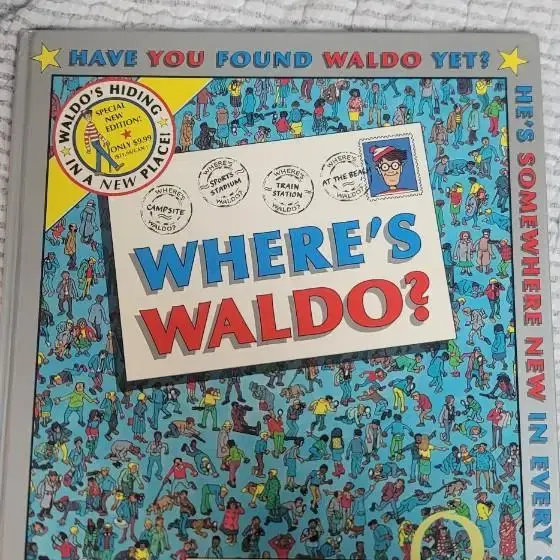 HAVE YOU FOUND WALDO YET?
HE'S SOMEWHERE NEW IN EVERY
WALDO'S HIDING
IN A NEW PLACE!
SPECIAL
NEW
EDITION!
ONLY $9.99
WHERE'S
CAMPSITE
WALDO?
WHERE'S
SPORTS
STADIUM
WALDO?
WHERE'S
TRAIN
STATION
WALDO?
WHERE'S
AT THE
WALDO?
WHERE'S
WALDO?